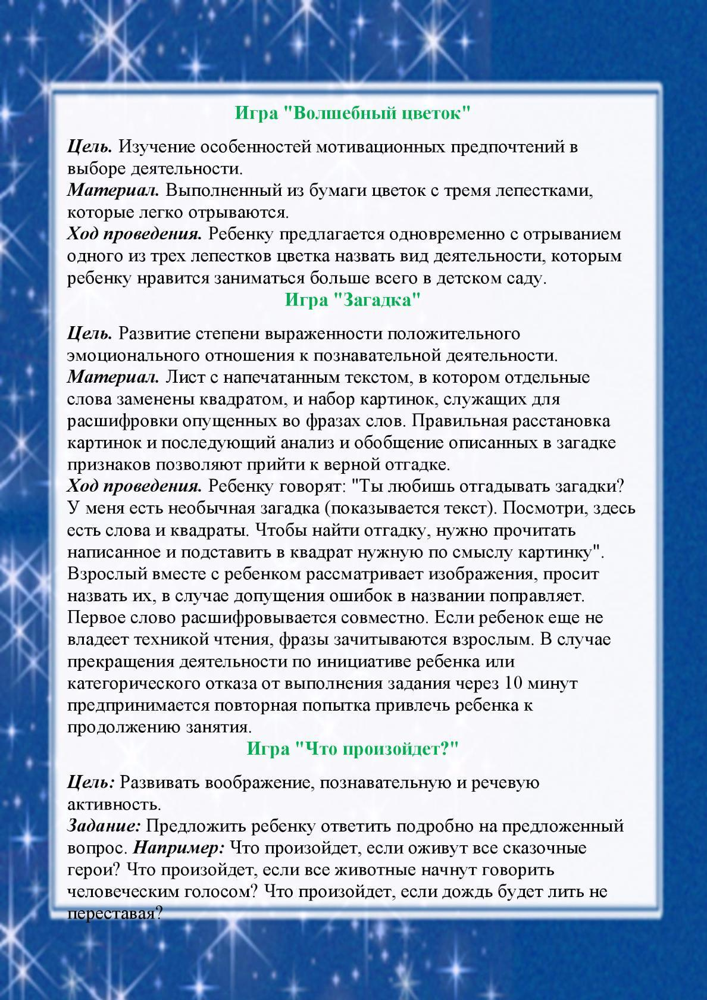 Игра "Волшебный цветок"
Цель. Изучение особенностей мотивационных предпочтений в
выборе деятельности.
Материал. Выполненный из бумаги цветок с тремя лепестками,
которые легко отрываются.
Ход проведения. Ребенку предлагается одновременно с отрыванием
одного из трех лепестков цветка назвать вид деятельности, которым
ребенку нравится заниматься больше всего в детском саду.
Игра "Загадка"
Цель. Развитие степени выраженности положительного
эмоционального отношения к познавательной деятельности.
Материал. Лист с напечатанным текстом, в котором отдельные
слова заменены квадратом, и набор картинок, служащих для
расшифровки опущенных во фразах слов. Правильная расстановка
картинок и последующий анализ и обобщение описанных в загадке
признаков позволяют прийти к верной отгадке.
Ход проведения. Ребенку говорят: "Ты любишь отгадывать загадки?
У меня есть необычная загадка (показывается текст). Посмотри, здесь
есть слова и квадраты. Чтобы найти отгадку, нужно прочитать
написанное и подставить в квадрат нужную по смыслу картинку".
Взрослый вместе с ребенком рассматривает изображения, просит
назвать их, в случае допущения ошибок в названии поправляет.
Первое слово расшифровывается совместно. Если ребенок еще не
владеет техникой чтения, фразы зачитываются взрослым. В случае
прекращения деятельности по инициативе ребенка или
категорического отказа от выполнения задания через 10 минут
предпринимается повторная попытка привлечь ребенка к
продолжению занятия.
Игра "Что произойдет?"
Цель: Развивать воображение, познавательную и речевую
активность.
Задание: Предложить ребенку ответить подробно на предложенный
вопрос. Например: Что произойдет, если оживут все сказочные
герои? Что произойдет, если все животные начнут говорить
человеческим голосом? Что произойдет, если дождь будет лить не
переставая?